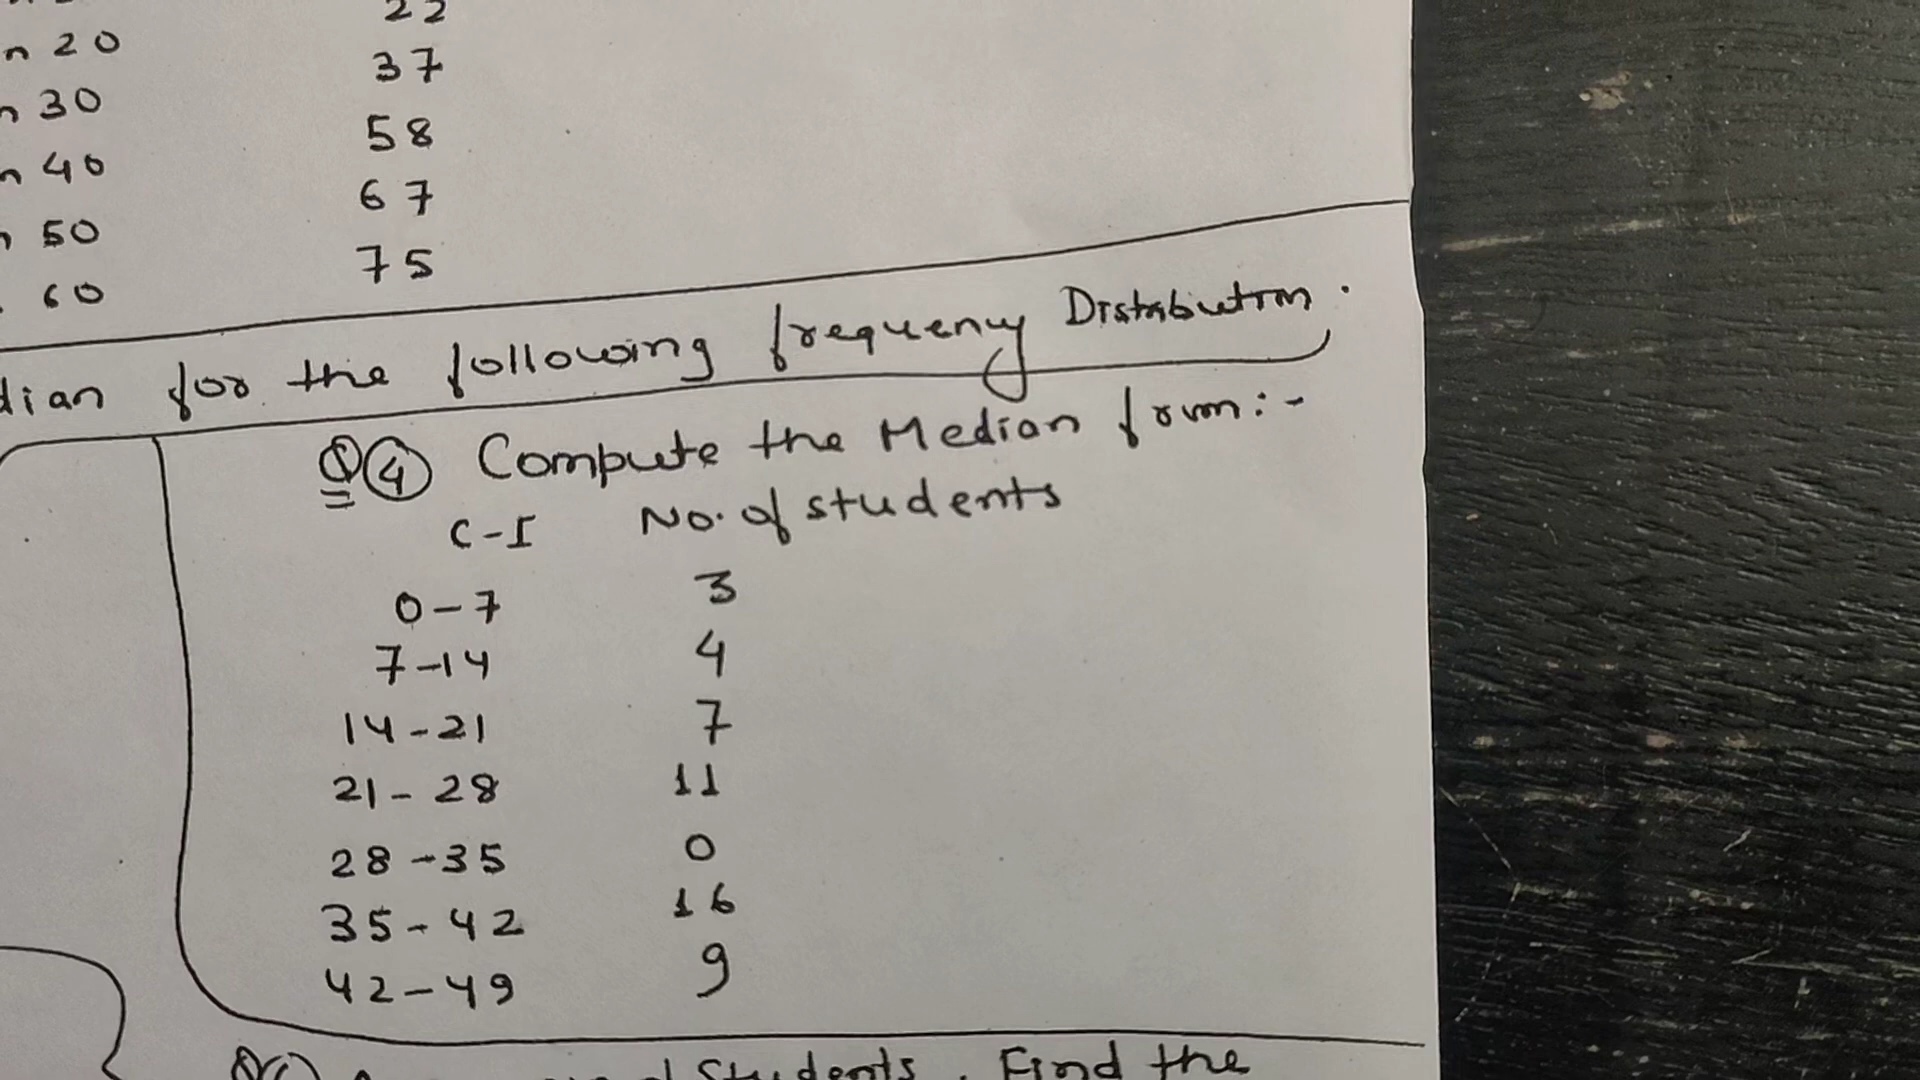 22
n 20 37
n 30 58
n 40 67
n 50 75
60
dian for the following frequency Distribution.
Q4 Compute the Median from:-
C-I No. of students
0-7 3
7-14 4
14-21 7
21-28 11
28-35 0
35-42 16
42-49 9
Students. Find the